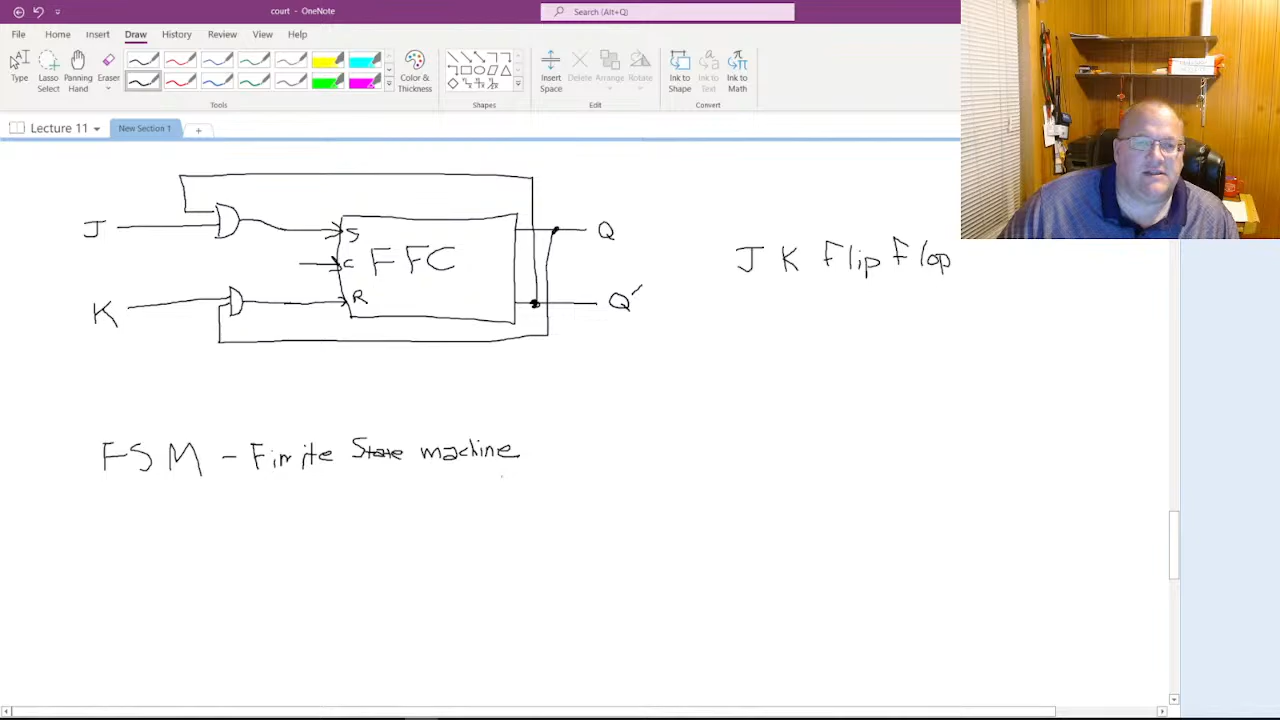 court - OneNote
Search (Alt+Q)
File Home Insert Draw History Review View Help
Type
Lasso Select
Panning Hand
Eraser
Thickness
Shapes
Insert Space
Delete
Arrange
Rotate
Ink to Shape
Ink to Text
Ink to Math
Tools
Shapes
Edit
Convert
Lecture 11
New Section 1
+
J
S
Q
C
FFC
JK Flip Flop
K
R
Q'
FSM - Finite State machine